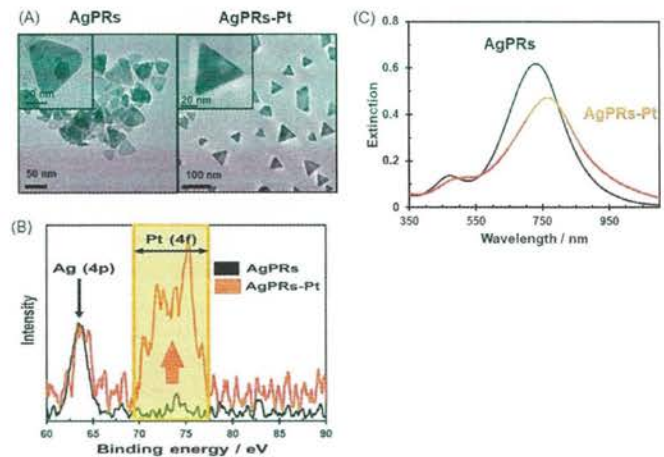 (A)
AgPRs
AgPRs-Pt
20 nm
50 nm
20 nm
100 nm
(C)
0.6
0.4
0.2
0
Extinction
AgPRs
AgPRs-Pt
350
550
750
950
Wavelength / nm
(B)
Intensity
Ag (4p)
Pt (4f)
AgPRs
AgPRs-Pt
60
65
70
75
80
85
90
Binding energy / eV